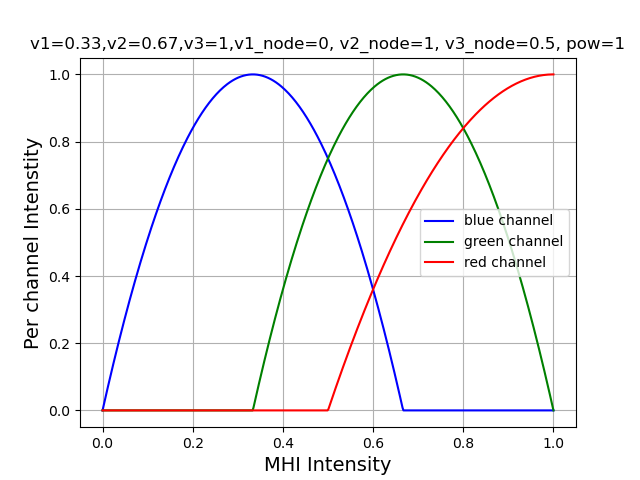 v1=0.33,v2=0.67,v3=1,v1_node=0, v2_node=1, v3_node=0.5, pow=1
1.0
0.8
0.6
0.4
0.2
0.0
Per channel Intenstity
blue channel
green channel
red channel
0.0 0.2 0.4 0.6 0.8 1.0
MHI Intensity